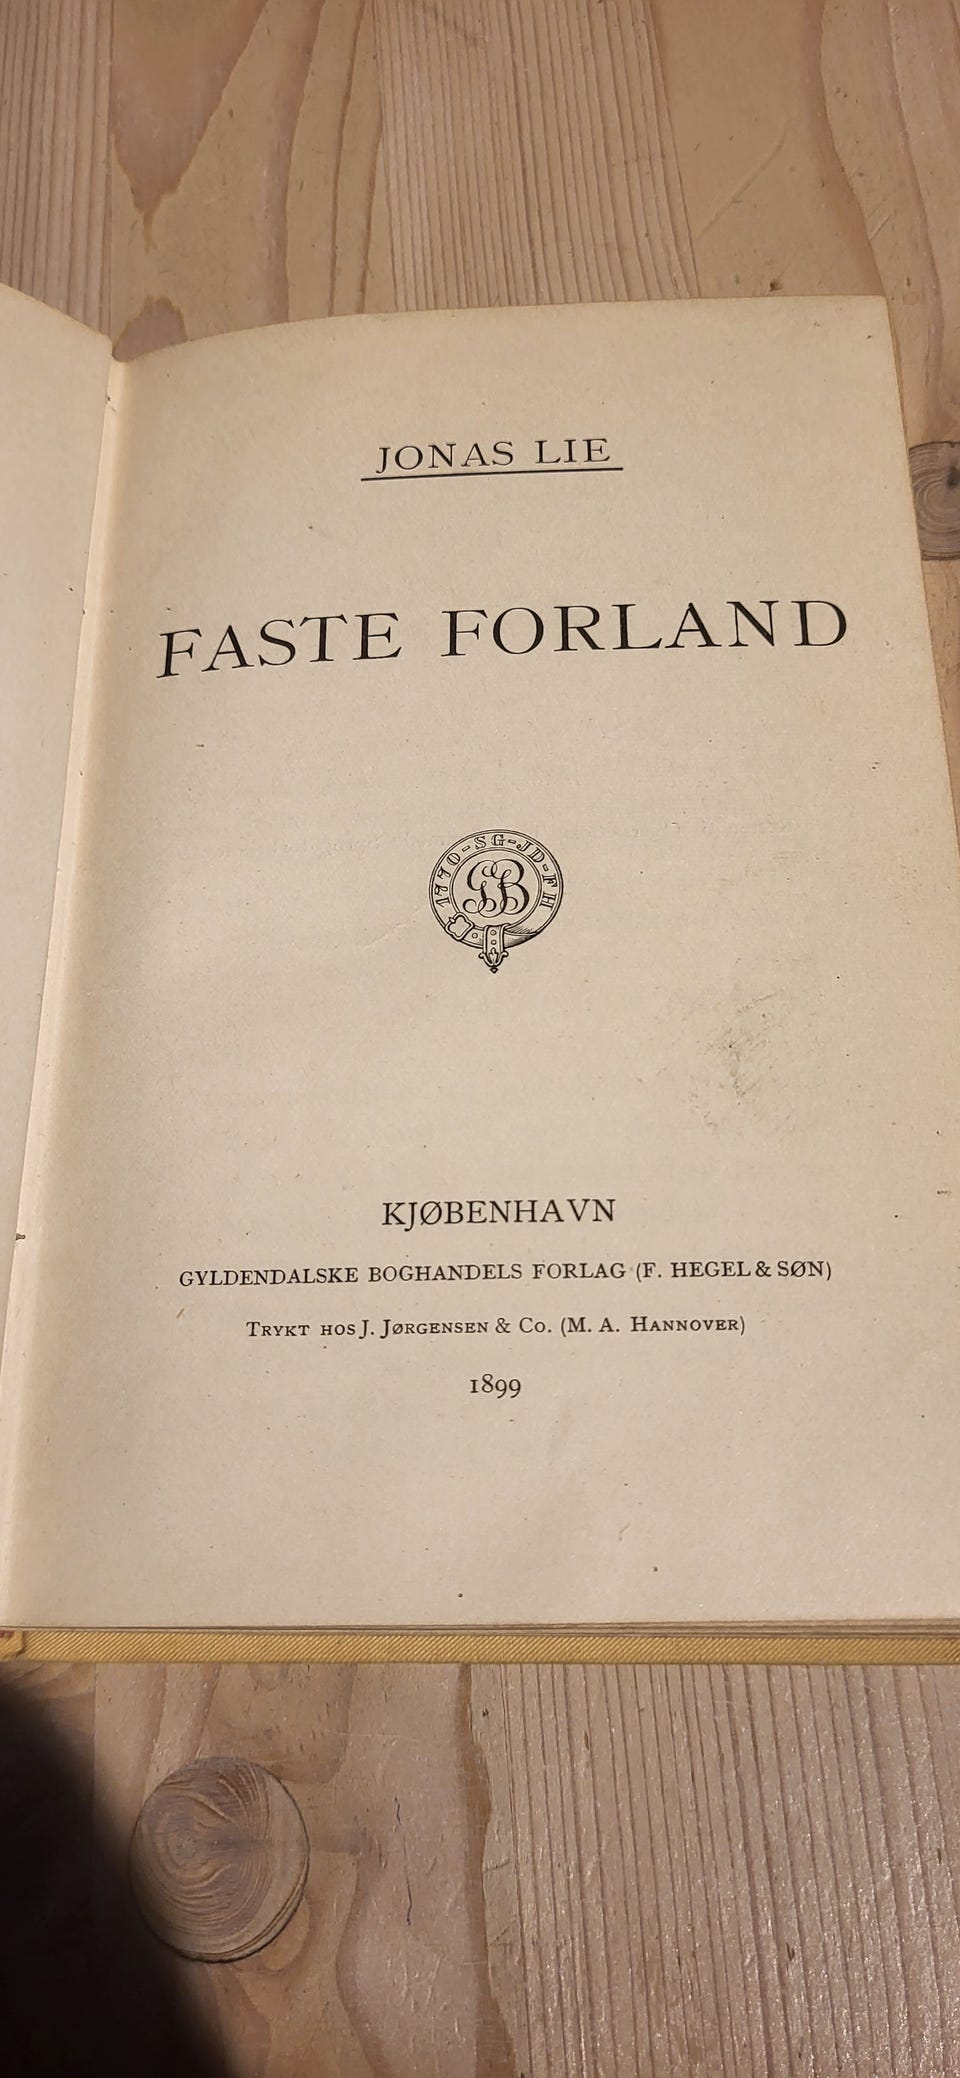 JONAS LIE
FASTE FORLAND
1770-SG-JD-FH
GB
KJØBENHAVN
GYLDENDALSKE BOGHANDELS FORLAG (F. HEGEL & SØN)
TRYKT HOS J. JØRGENSEN & CO. (M. A. HANNOVER)
1899